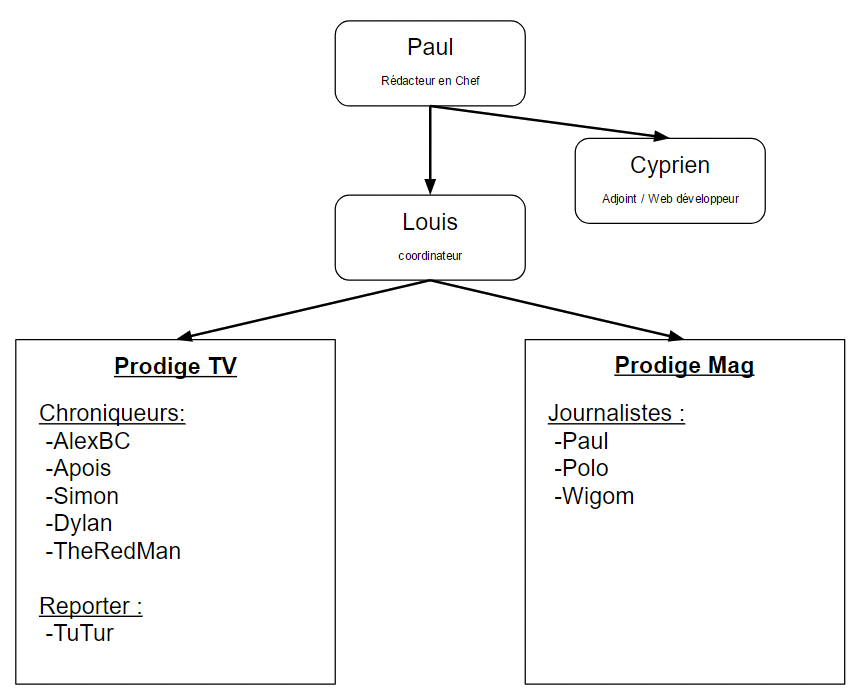 Paul
Rédacteur en Chef
Cyprien
Adjoint / Web développeur
Louis
coordinateur
Prodige TV
Chroniqueurs:
-AlexBC
-Apois
-Simon
-Dylan
-TheRedMan
Reporter :
-TuTur
Prodige Mag
Journalistes :
-Paul
-Polo
-Wigom